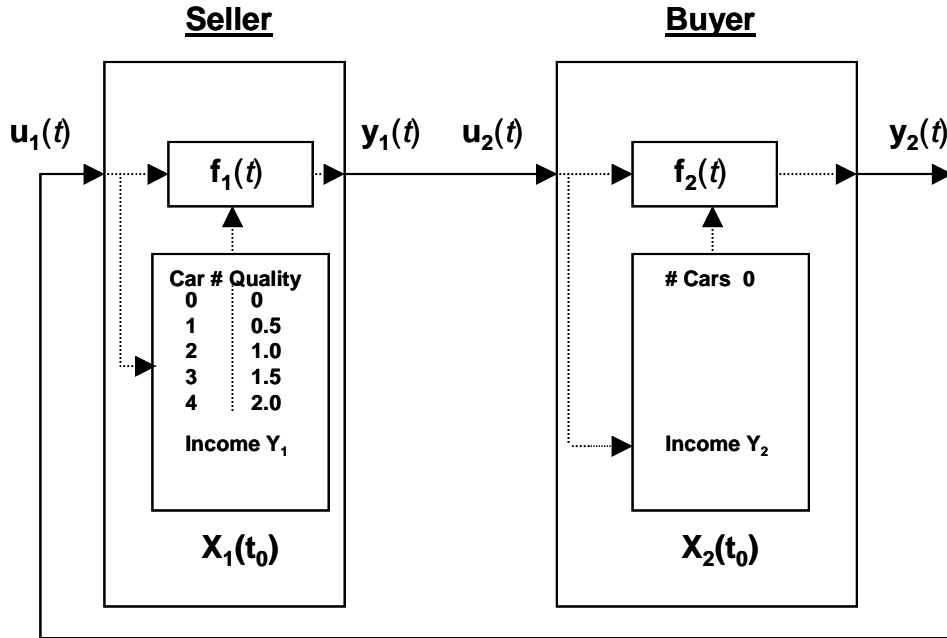 Seller Buyer
u₁(t) y₁(t) u₂(t) y₂(t)
f₁(t) f₂(t)
Car # Quality
0 0
1 0.5
2 1.0
3 1.5
4 2.0
Income Y₁
X₁(t₀)
# Cars 0
Income Y₂
X₂(t₀)